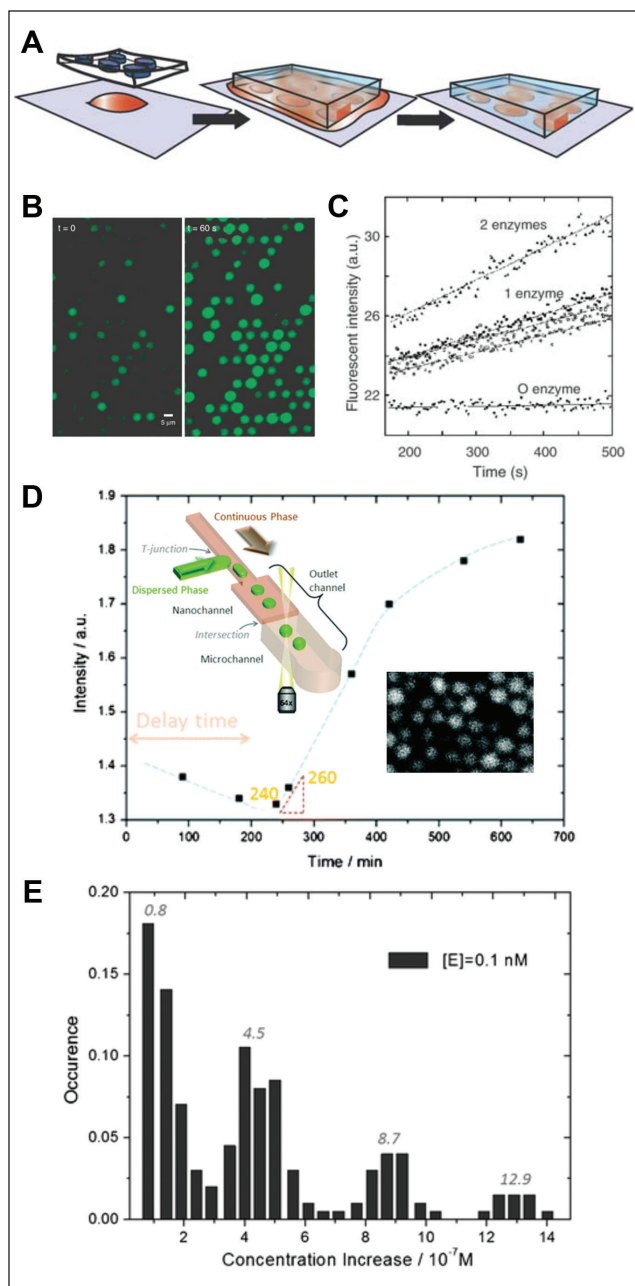 A
B
t = 0
t = 60 s
5 µm
C
Fluorescent intensity (a.u.)
30
26
22
2 enzymes
1 enzyme
O enzyme
200 300 400 500
Time (s)
D
1.9
1.8
1.7
1.6
1.5
1.4
1.3
Intensity / a.u.
Continuous Phase
T-junction
Dispersed Phase
Outlet
channel
Nanochannel
Intersection
Microchannel
64x
Delay time
240
260
0 100 200 300 400 500 600 700
Time / min
E
0.20
0.15
0.10
0.05
0.00
Occurence
0.8
[E]=0.1 nM
4.5
8.7
12.9
2 4 6 8 10 12 14
Concentration Increase / 10⁻⁷M